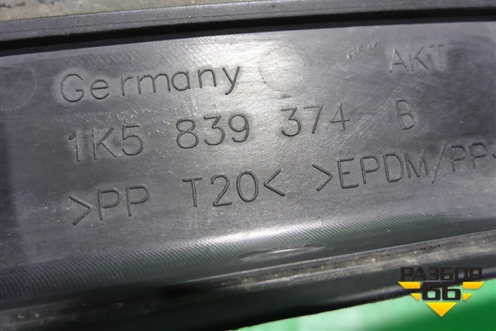 Germany AKT
1K5 839 374 B
>PP T20< >EPDM/PP>
РАЗБОР
66